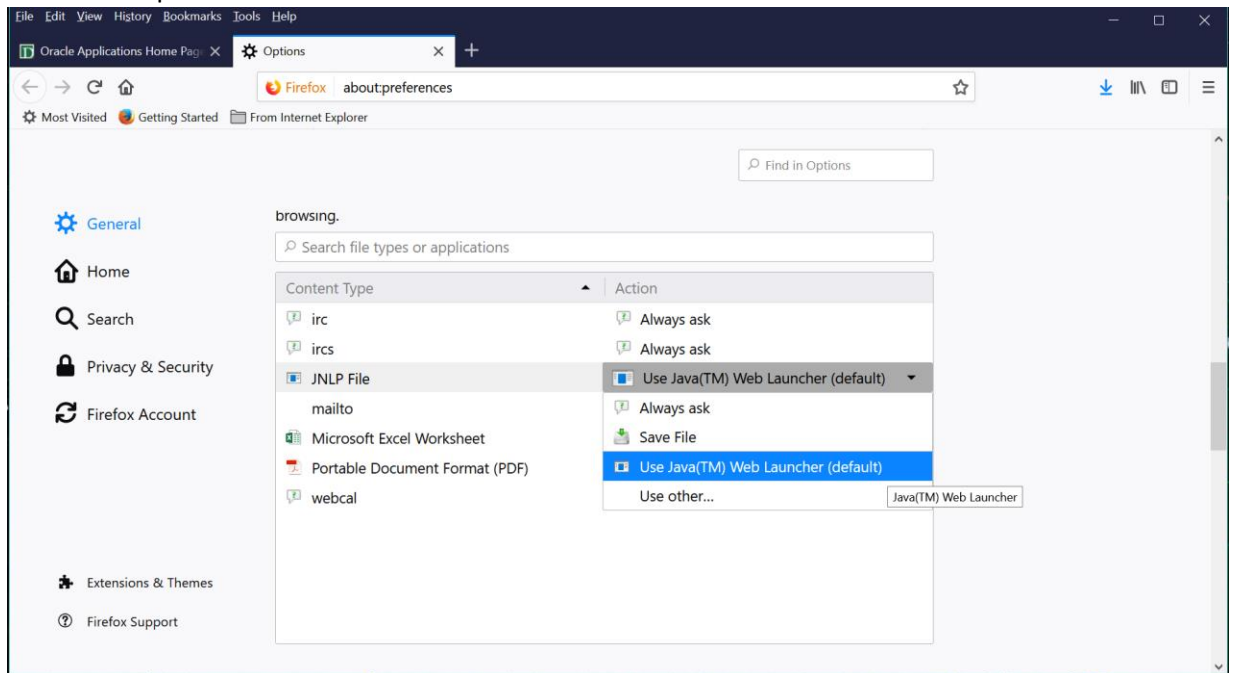 File Edit View History Bookmarks Tools Help
Oracle Applications Home Pag
Options
Firefox about:preferences
Most Visited Getting Started From Internet Explorer
Find in Options
General
Home
Search
Privacy & Security
Firefox Account
Extensions & Themes
Firefox Support
browsing.
Search file types or applications
Content Type Action
irc Always ask
ircs Always ask
JNLP File Use Java(TM) Web Launcher (default)
mailto Always ask
Microsoft Excel Worksheet Save File
Portable Document Format (PDF) Use Java(TM) Web Launcher (default)
webcal Use other...
Java(TM) Web Launcher